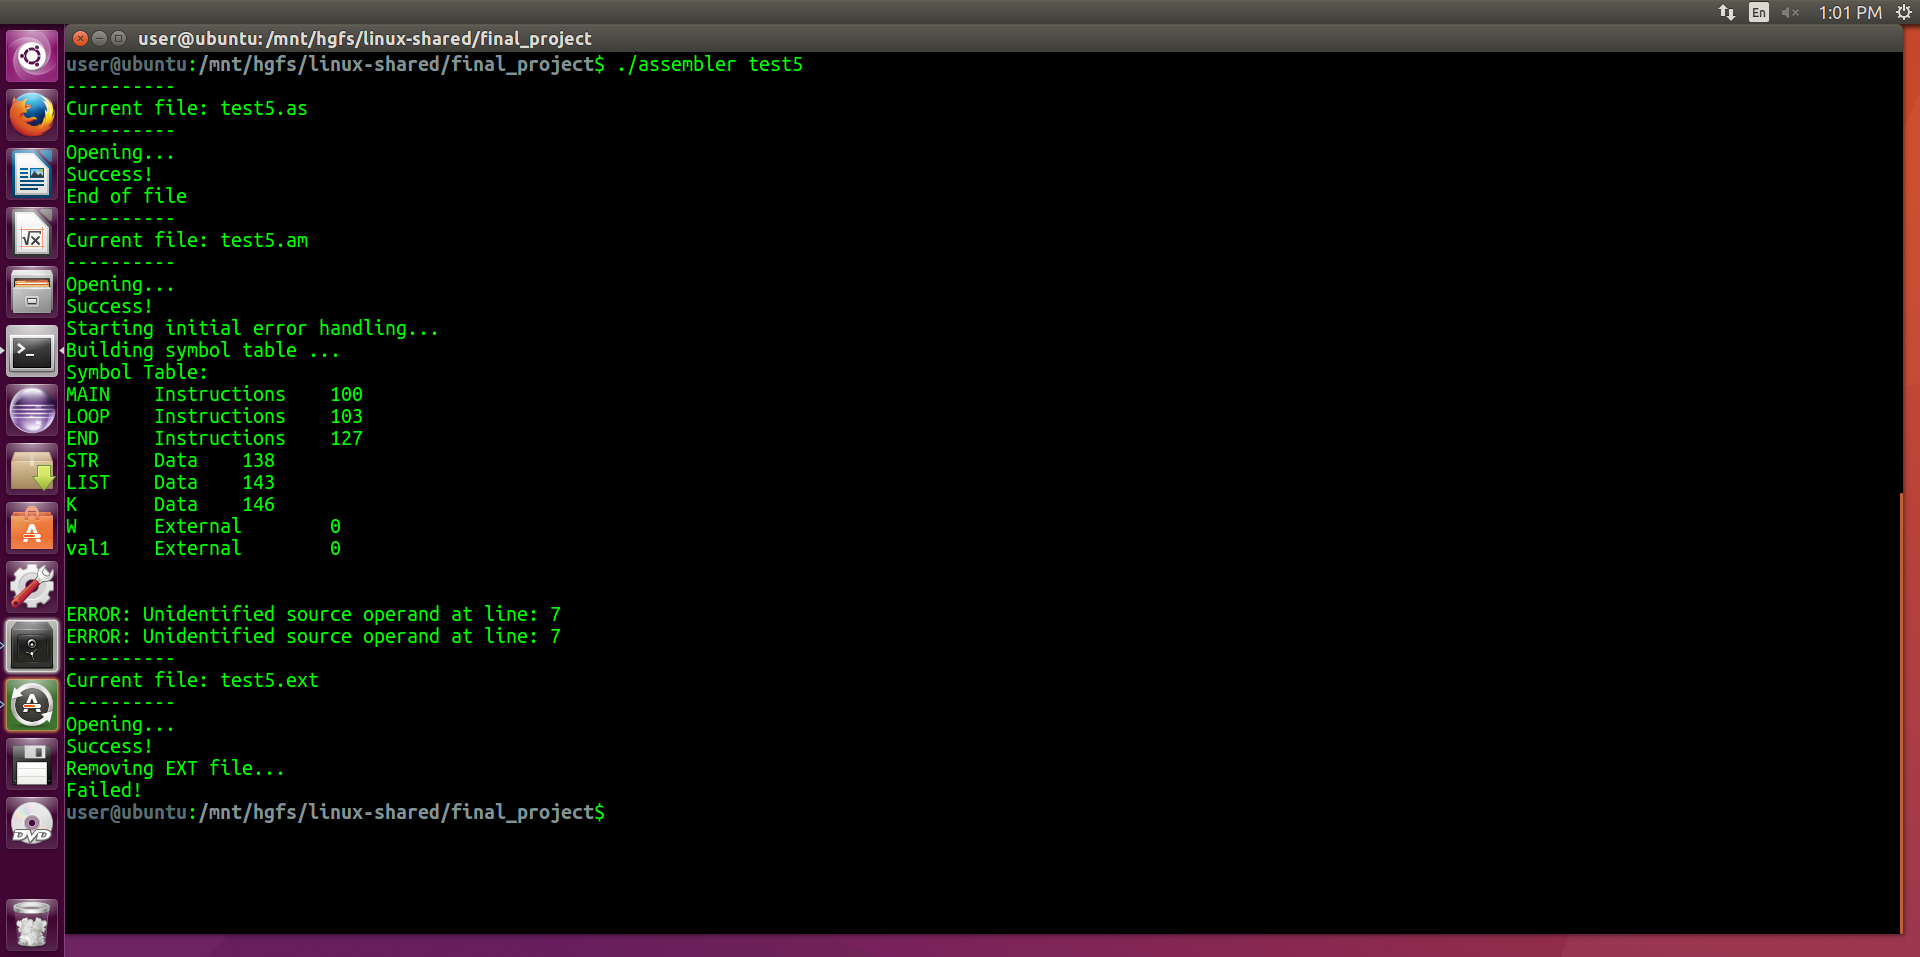 En 1:01 PM
user@ubuntu: /mnt/hgfs/linux-shared/final_project
user@ubuntu:/mnt/hgfs/linux-shared/final_project$ ./assembler test5
----------
Current file: test5.as
----------
Opening...
Success!
End of file
----------
Current file: test5.am
----------
Opening...
Success!
Starting initial error handling...
Building symbol table ...
Symbol Table:
MAIN    Instructions    100
LOOP    Instructions    103
END     Instructions    127
STR     Data    138
LIST    Data    143
K       Data    146
W       External        0
val1    External        0
ERROR: Unidentified source operand at line: 7
ERROR: Unidentified source operand at line: 7
----------
Current file: test5.ext
----------
Opening...
Success!
Removing EXT file...
Failed!
user@ubuntu:/mnt/hgfs/linux-shared/final_project$
DVD